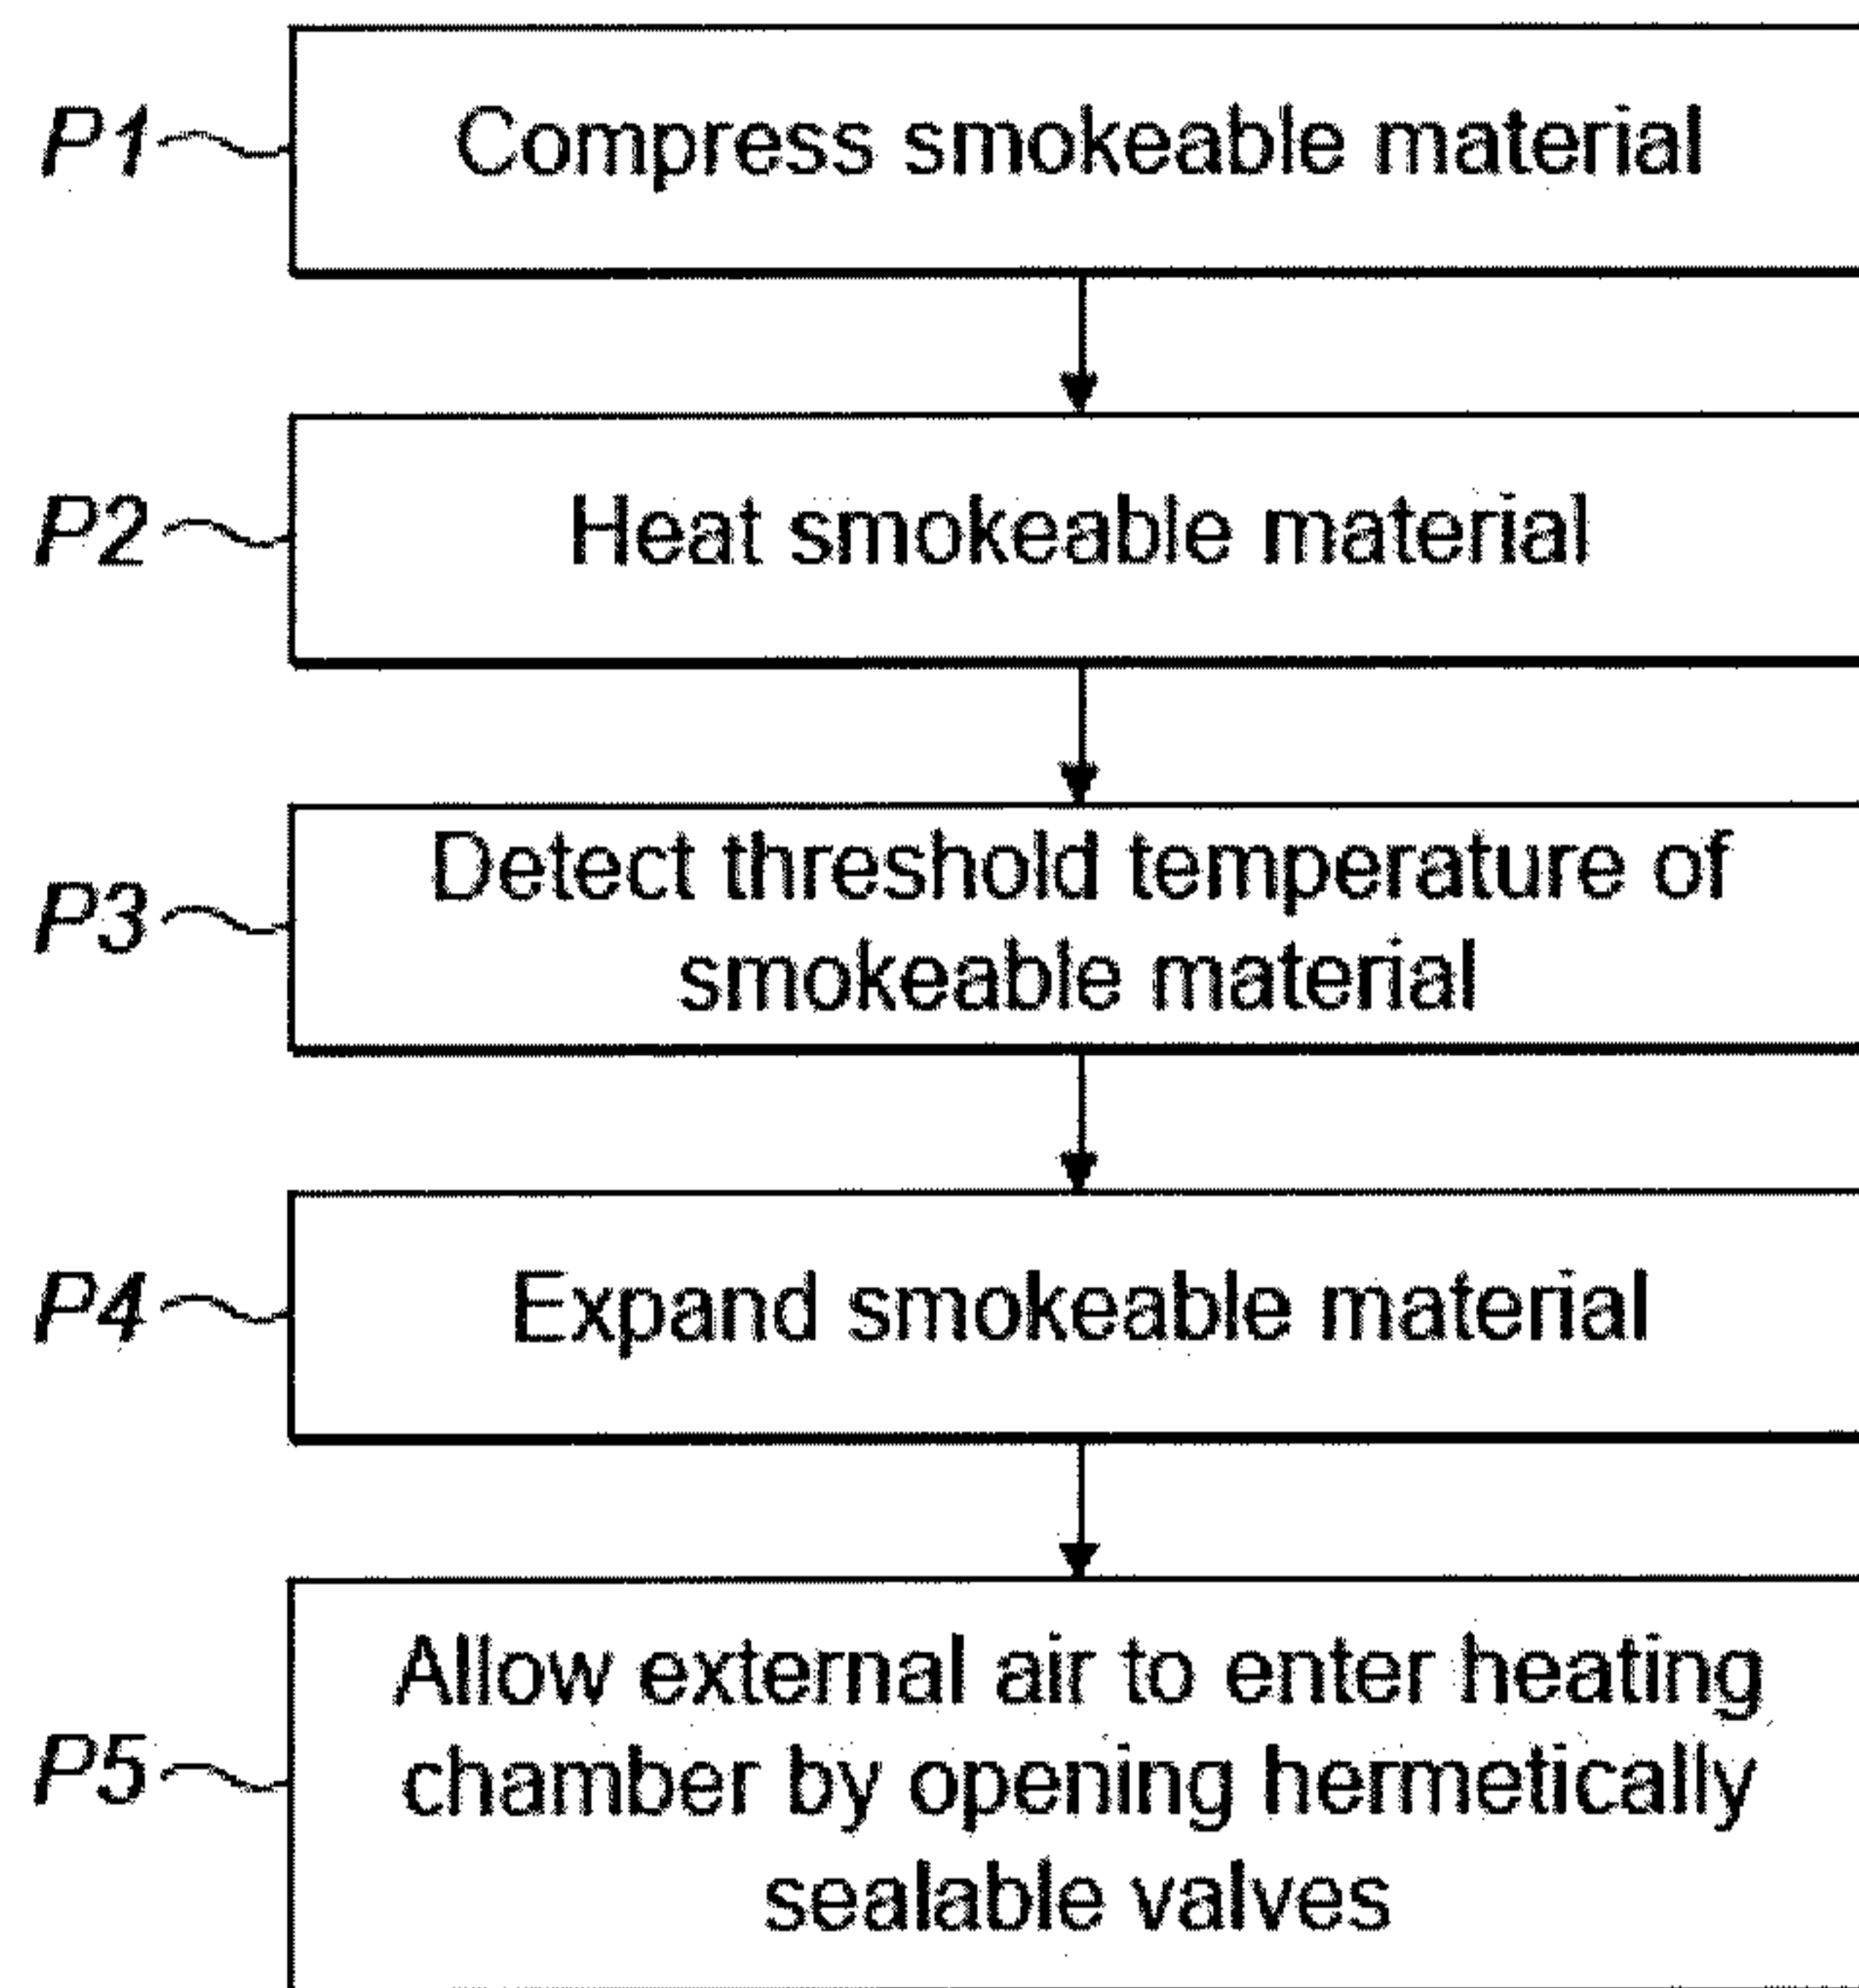 P1 Compress smokeable material
P2 Heat smokeable material
P3 Detect threshold temperature of
smokeable material
P4 Expand smokeable material
P5 Allow external air to enter heating
chamber by opening hermetically
sealable valves